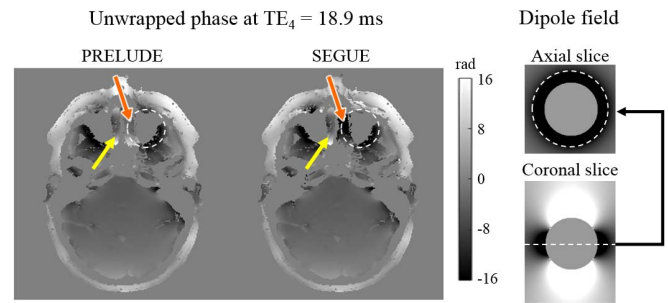 Unwrapped phase at TE4 = 18.9 ms
Dipole field
PRELUDE
SEGUE
rad
16
8
0
-8
-16
Axial slice
Coronal slice